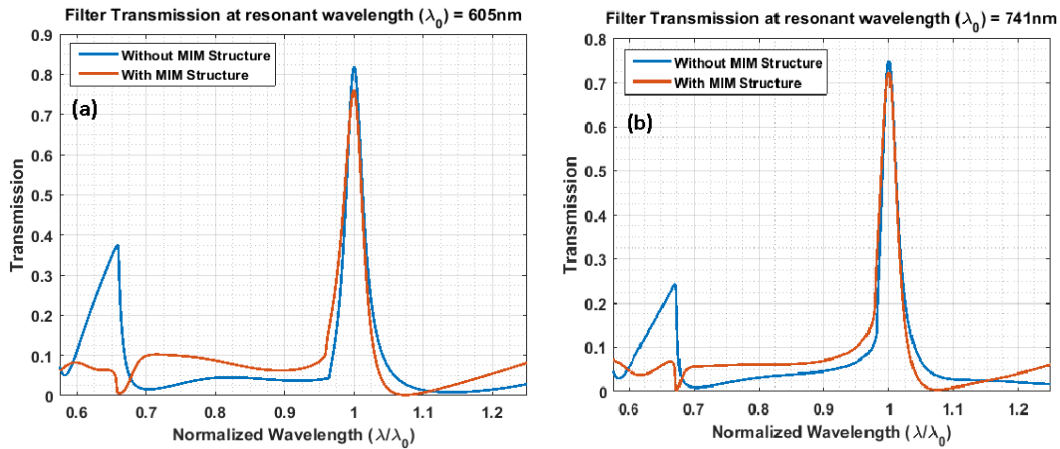 Filter Transmission at resonant wavelength (λ₀) = 605nm
0.9
0.8
0.7
0.6
0.5
0.4
0.3
0.2
0.1
0
Transmission
Without MIM Structure
With MIM Structure
(a)
0.6 0.7 0.8 0.9 1 1.1 1.2
Normalized Wavelength (λ/λ₀)
Filter Transmission at resonant wavelength (λ₀) = 741nm
0.8
0.7
0.6
0.5
0.4
0.3
0.2
0.1
0
Transmission
Without MIM Structure
With MIM Structure
(b)
0.6 0.7 0.8 0.9 1 1.1 1.2
Normalized Wavelength (λ/λ₀)